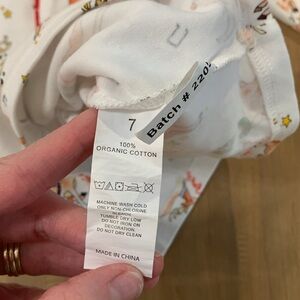 7
Batch # 220
100%
ORGANIC COTTON
MACHINE WASH COLD
ONLY NON-CHLORINE
TUMBLE DRY LOW
DO NOT IRON ON
DECORATION.
DO NOT DRY CLEAN
MADE IN CHINA